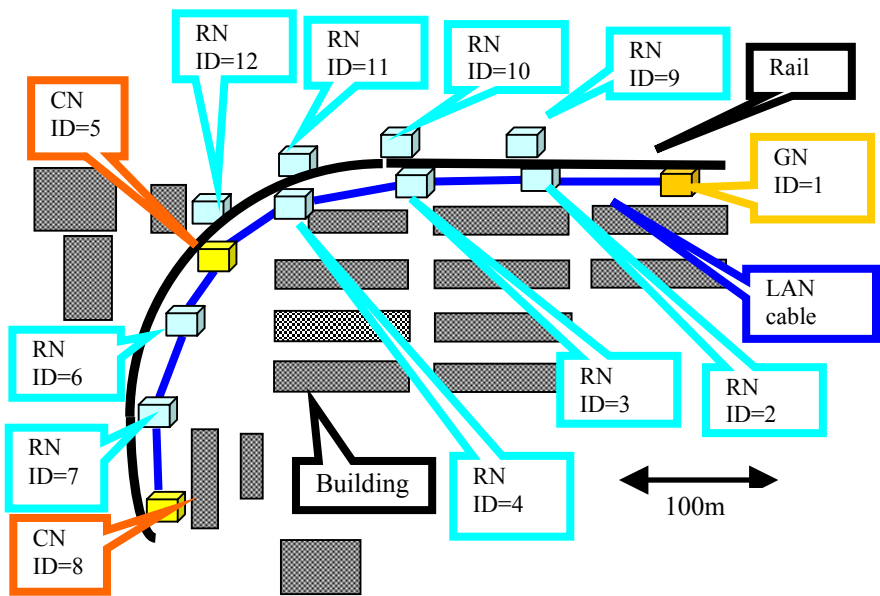 RN
ID=12
RN
ID=11
RN
ID=10
RN
ID=9
Rail
CN
ID=5
GN
ID=1
LAN
cable
RN
ID=6
RN
ID=3
RN
ID=2
RN
ID=7
Building
RN
ID=4
100m
CN
ID=8